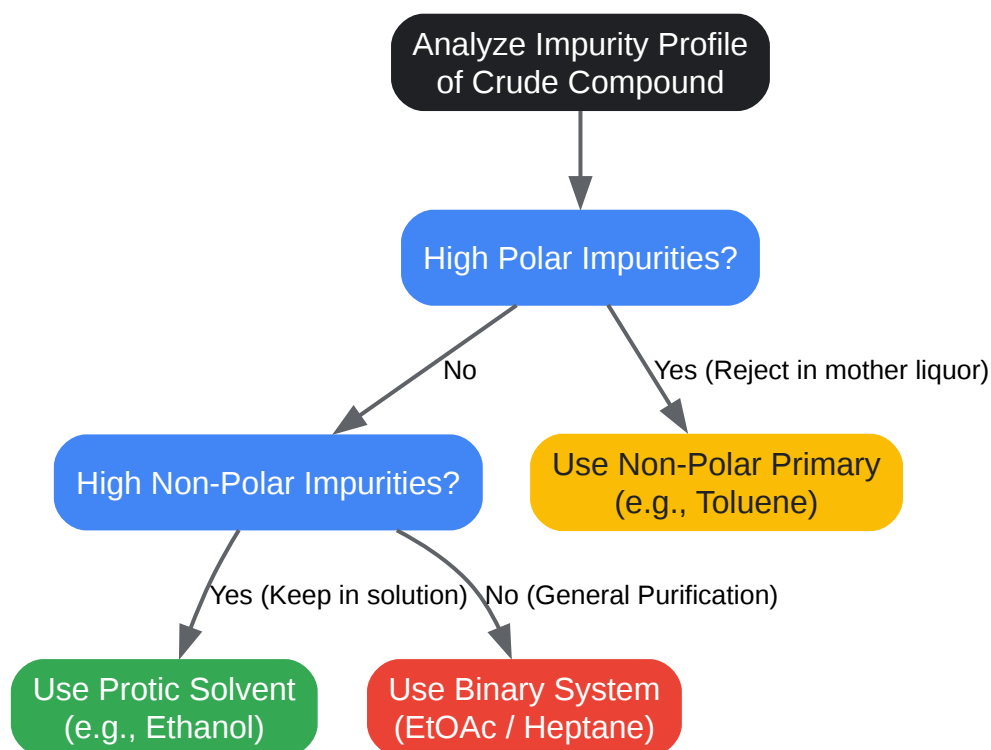 Analyze Impurity Profile
of Crude Compound
High Polar Impurities?
No
Yes (Reject in mother liquor)
High Non-Polar Impurities?
Use Non-Polar Primary
(e.g., Toluene)
Yes (Keep in solution)
No (General Purification)
Use Protic Solvent
(e.g., Ethanol)
Use Binary System
(EtOAc / Heptane)